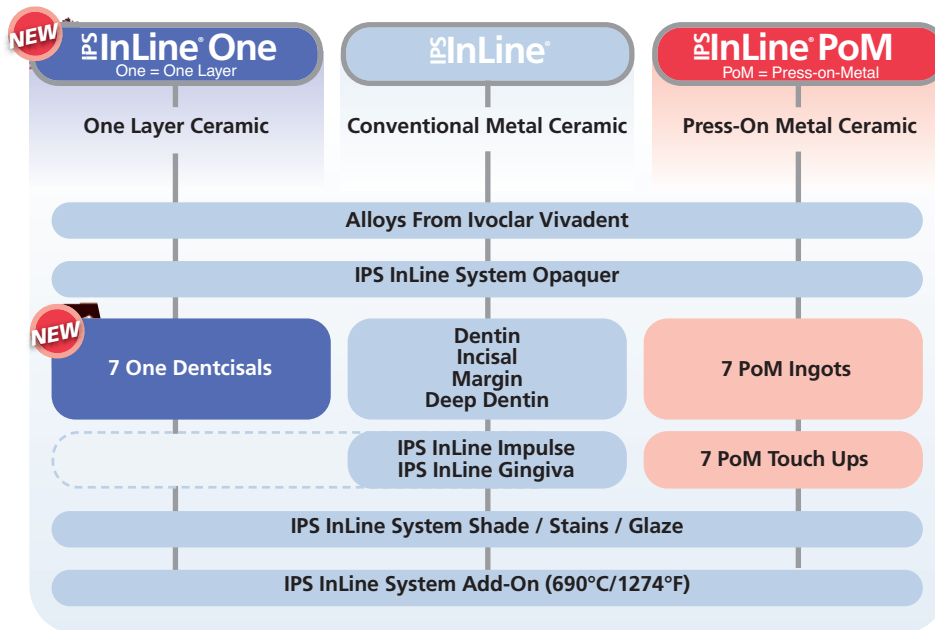 NEW
IPS InLine® One
One = One Layer
IPS InLine®
IPS InLine® PoM
PoM = Press-on-Metal
One Layer Ceramic
Conventional Metal Ceramic
Press-On Metal Ceramic
Alloys From Ivoclar Vivadent
IPS InLine System Opaquer
NEW
7 One Dentcisals
Dentin
Incisal
Margin
Deep Dentin
7 PoM Ingots
IPS InLine Impulse
IPS InLine Gingiva
7 PoM Touch Ups
IPS InLine System Shade / Stains / Glaze
IPS InLine System Add-On (690°C/1274°F)